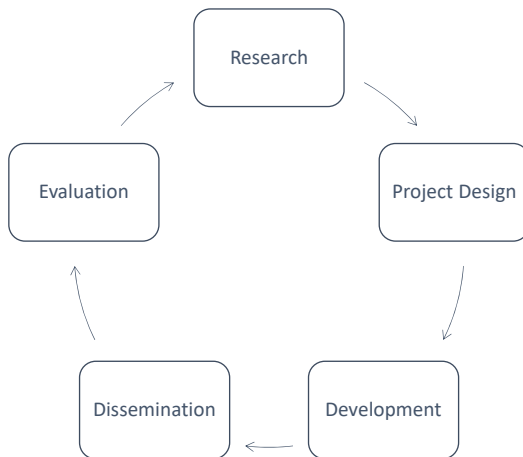 Research
Project Design
Development
Dissemination
Evaluation